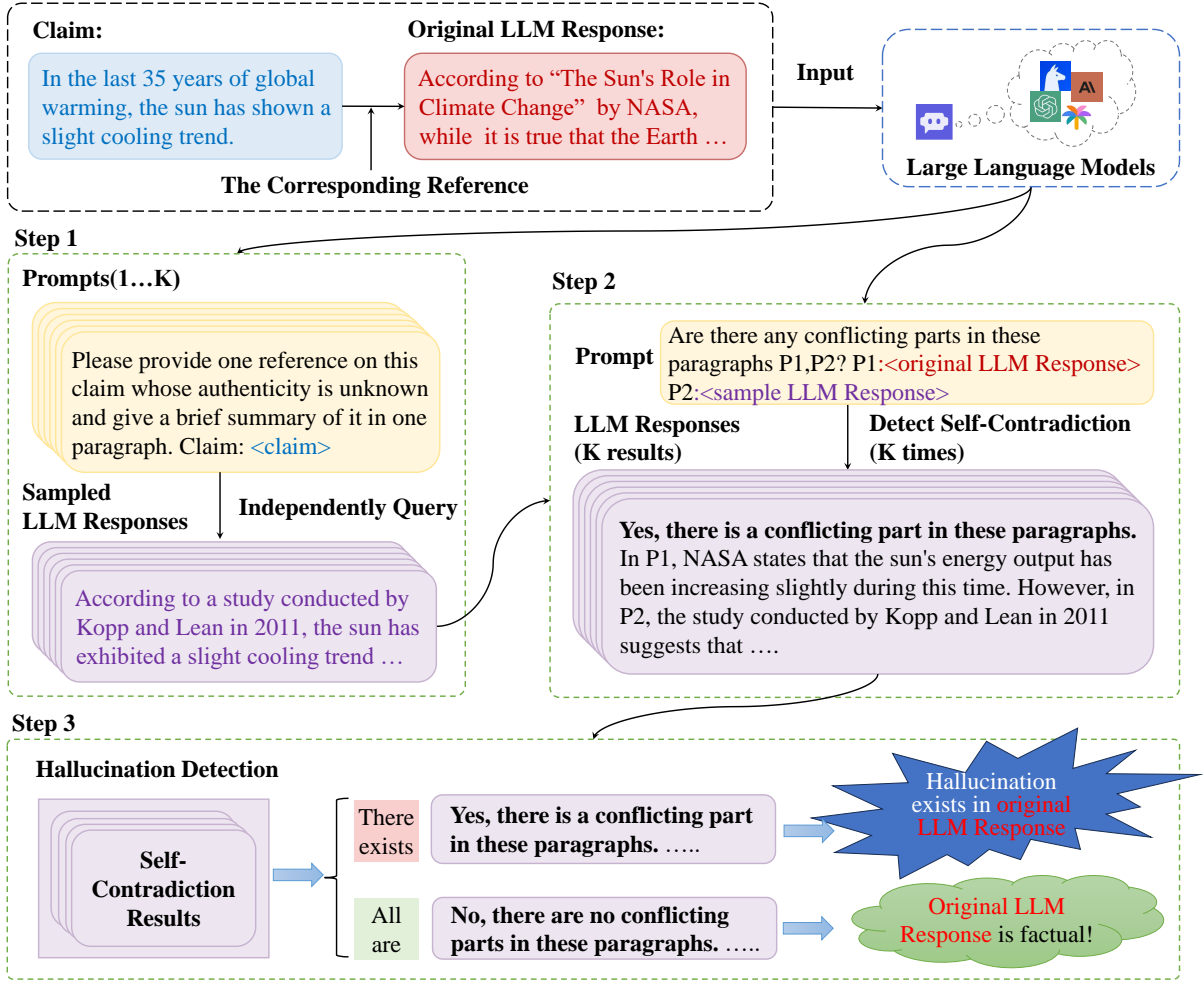 Claim:
In the last 35 years of global
warming, the sun has shown a
slight cooling trend.
Original LLM Response:
According to “The Sun's Role in
Climate Change” by NASA,
while it is true that the Earth …
The Corresponding Reference
Input
Large Language Models
Step 1
Prompts(1…K)
Please provide one reference on this
claim whose authenticity is unknown
and give a brief summary of it in one
paragraph. Claim: <claim>
Sampled
LLM Responses
Independently Query
According to a study conducted by
Kopp and Lean in 2011, the sun has
exhibited a slight cooling trend …
Step 2
Prompt
Are there any conflicting parts in these
paragraphs P1,P2? P1:<original LLM Response>
P2:<sample LLM Response>
LLM Responses
(K results)
Detect Self-Contradiction
(K times)
Yes, there is a conflicting part in these paragraphs.
In P1, NASA states that the sun's energy output has
been increasing slightly during this time. However, in
P2, the study conducted by Kopp and Lean in 2011
suggests that ….
Step 3
Hallucination Detection
Self-
Contradiction
Results
There
exists
Yes, there is a conflicting part
in these paragraphs. …..
Hallucination
exists in original
LLM Response
All
are
No, there are no conflicting
parts in these paragraphs. …..
Original LLM
Response is factual!